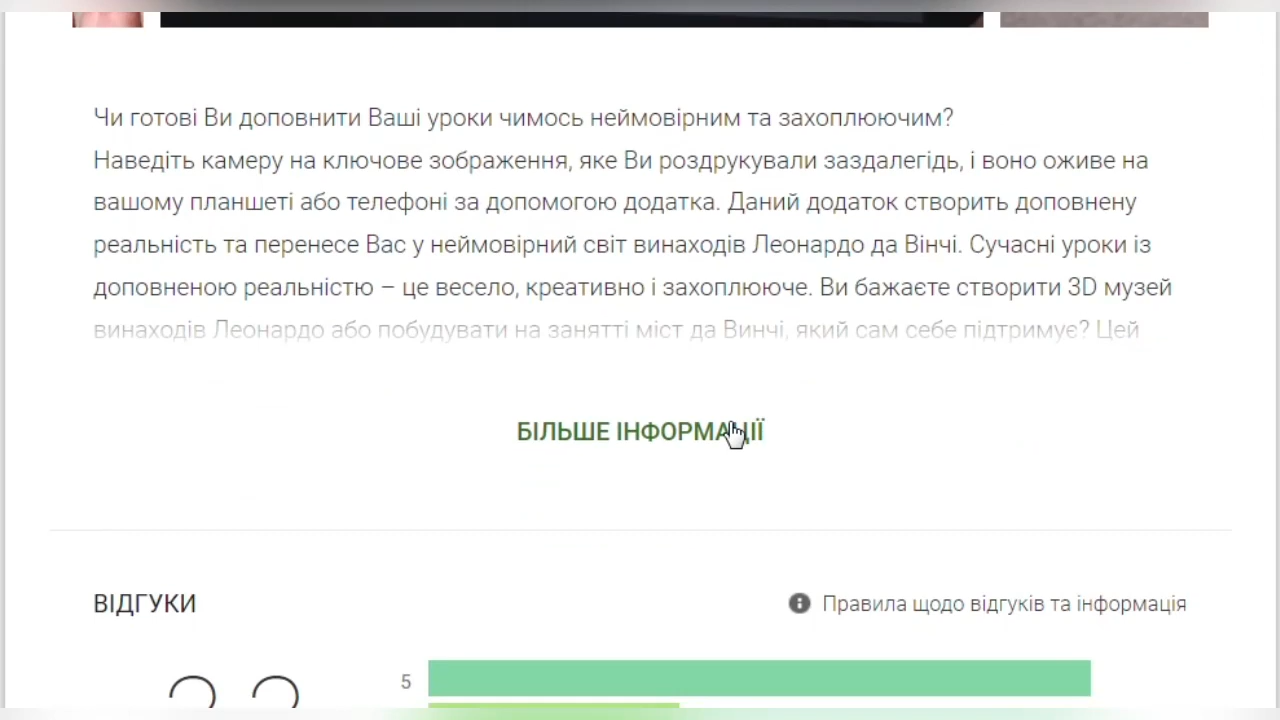 Чи готові Ви доповнити Ваші уроки чимось неймовірним та захоплюючим?
Наведіть камеру на ключове зображення, яке Ви роздрукували заздалегідь, і воно оживе на
вашому планшеті або телефоні за допомогою додатка. Даний додаток створить доповнену
реальність та перенесе Вас у неймовірний світ винаходів Леонардо да Вінчі. Сучасні уроки із
доповненою реальністю – це весело, креативно і захоплююче. Ви бажаєте створити 3D музей
винаходів Леонардо або побудувати на занятті міст да Винчі, який сам себе підтримує? Цей
БІЛЬШЕ ІНФОРМАЦІЇ
ВІДГУКИ
Правила щодо відгуків та інформація
5